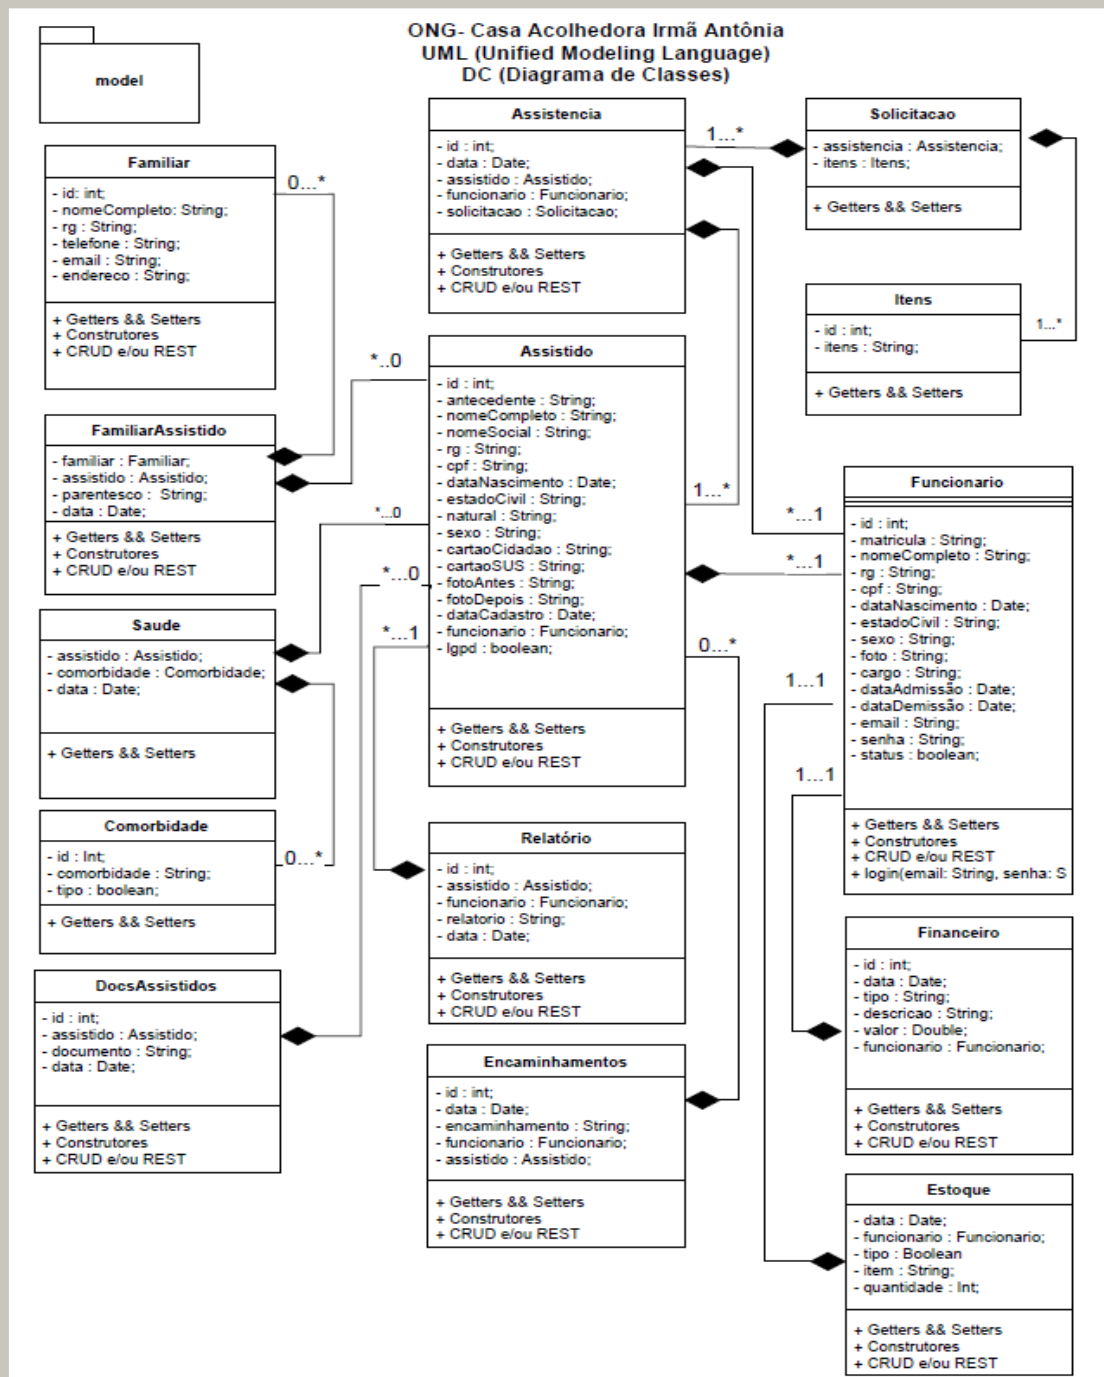 ONG- Casa Acolhedora Irmã Antônia
UML (Unified Modeling Language)
DC (Diagrama de Classes)
model
Familiar
- id: int;
- nomeCompleto: String;
- rg : String;
- telefone : String;
- email : String;
- endereco : String;
+ Getters && Setters
+ Construtores
+ CRUD e/ou REST
0...*
FamiliarAssistido
- familiar : Familiar;
- assistido : Assistido;
- parentesco : String;
- data : Date;
+ Getters && Setters
+ Construtores
+ CRUD e/ou REST
*..0
Saude
- assistido : Assistido;
- comorbidade : Comorbidade;
- data : Date;
+ Getters && Setters
*...0
Comorbidade
- id : Int;
- comorbidade : String;
- tipo : boolean;
+ Getters && Setters
0...*
DocsAssistidos
- id : int;
- assistido : Assistido;
- documento : String;
- data : Date;
+ Getters && Setters
+ Construtores
+ CRUD e/ou REST
*...0
*...1
Assistencia
- id : int;
- data : Date;
- assistido : Assistido;
- funcionario : Funcionario;
- solicitacao : Solicitacao;
+ Getters && Setters
+ Construtores
+ CRUD e/ou REST
1...*
Assistido
- id : int;
- antecedente : String;
- nomeCompleto : String;
- nomeSocial : String;
- rg : String;
- cpf : String;
- dataNascimento : Date;
- estadoCivil : String;
- natural : String;
- sexo : String;
- cartaoCidadao : String;
- cartaoSUS : String;
- fotoAntes : String;
- fotoDepois : String;
- dataCadastro : Date;
- funcionario : Funcionario;
- lgpd : boolean;
+ Getters && Setters
+ Construtores
+ CRUD e/ou REST
1...*
0...*
Relatório
- id : int;
- assistido : Assistido;
- funcionario : Funcionario;
- relatorio : String;
- data : Date;
+ Getters && Setters
+ Construtores
+ CRUD e/ou REST
Encaminhamentos
- id : int;
- data : Date;
- encaminhamento : String;
- funcionario : Funcionario;
- assistido : Assistido;
+ Getters && Setters
+ Construtores
+ CRUD e/ou REST
Solicitacao
- assistencia : Assistencia;
- itens : Itens;
+ Getters && Setters
Itens
- id : int;
- itens : String;
+ Getters && Setters
1...*
Funcionario
- id : int;
- matricula : String;
- nomeCompleto : String;
- rg : String;
- cpf : String;
- dataNascimento : Date;
- estadoCivil : String;
- sexo : String;
- foto : String;
- cargo : String;
- dataAdmissão : Date;
- dataDemissão : Date;
- email : String;
- senha : String;
- status : boolean;
+ Getters && Setters
+ Construtores
+ CRUD e/ou REST
+ login(email: String, senha: S
*...1
*...1
1...1
1...1
Financeiro
- id : int;
- data : Date;
- tipo : String;
- descricao : String;
- valor : Double;
- funcionario : Funcionario;
+ Getters && Setters
+ Construtores
+ CRUD e/ou REST
Estoque
- data : Date;
- funcionario : Funcionario;
- tipo : Boolean
- item : String;
- quantidade : Int;
+ Getters && Setters
+ Construtores
+ CRUD e/ou REST